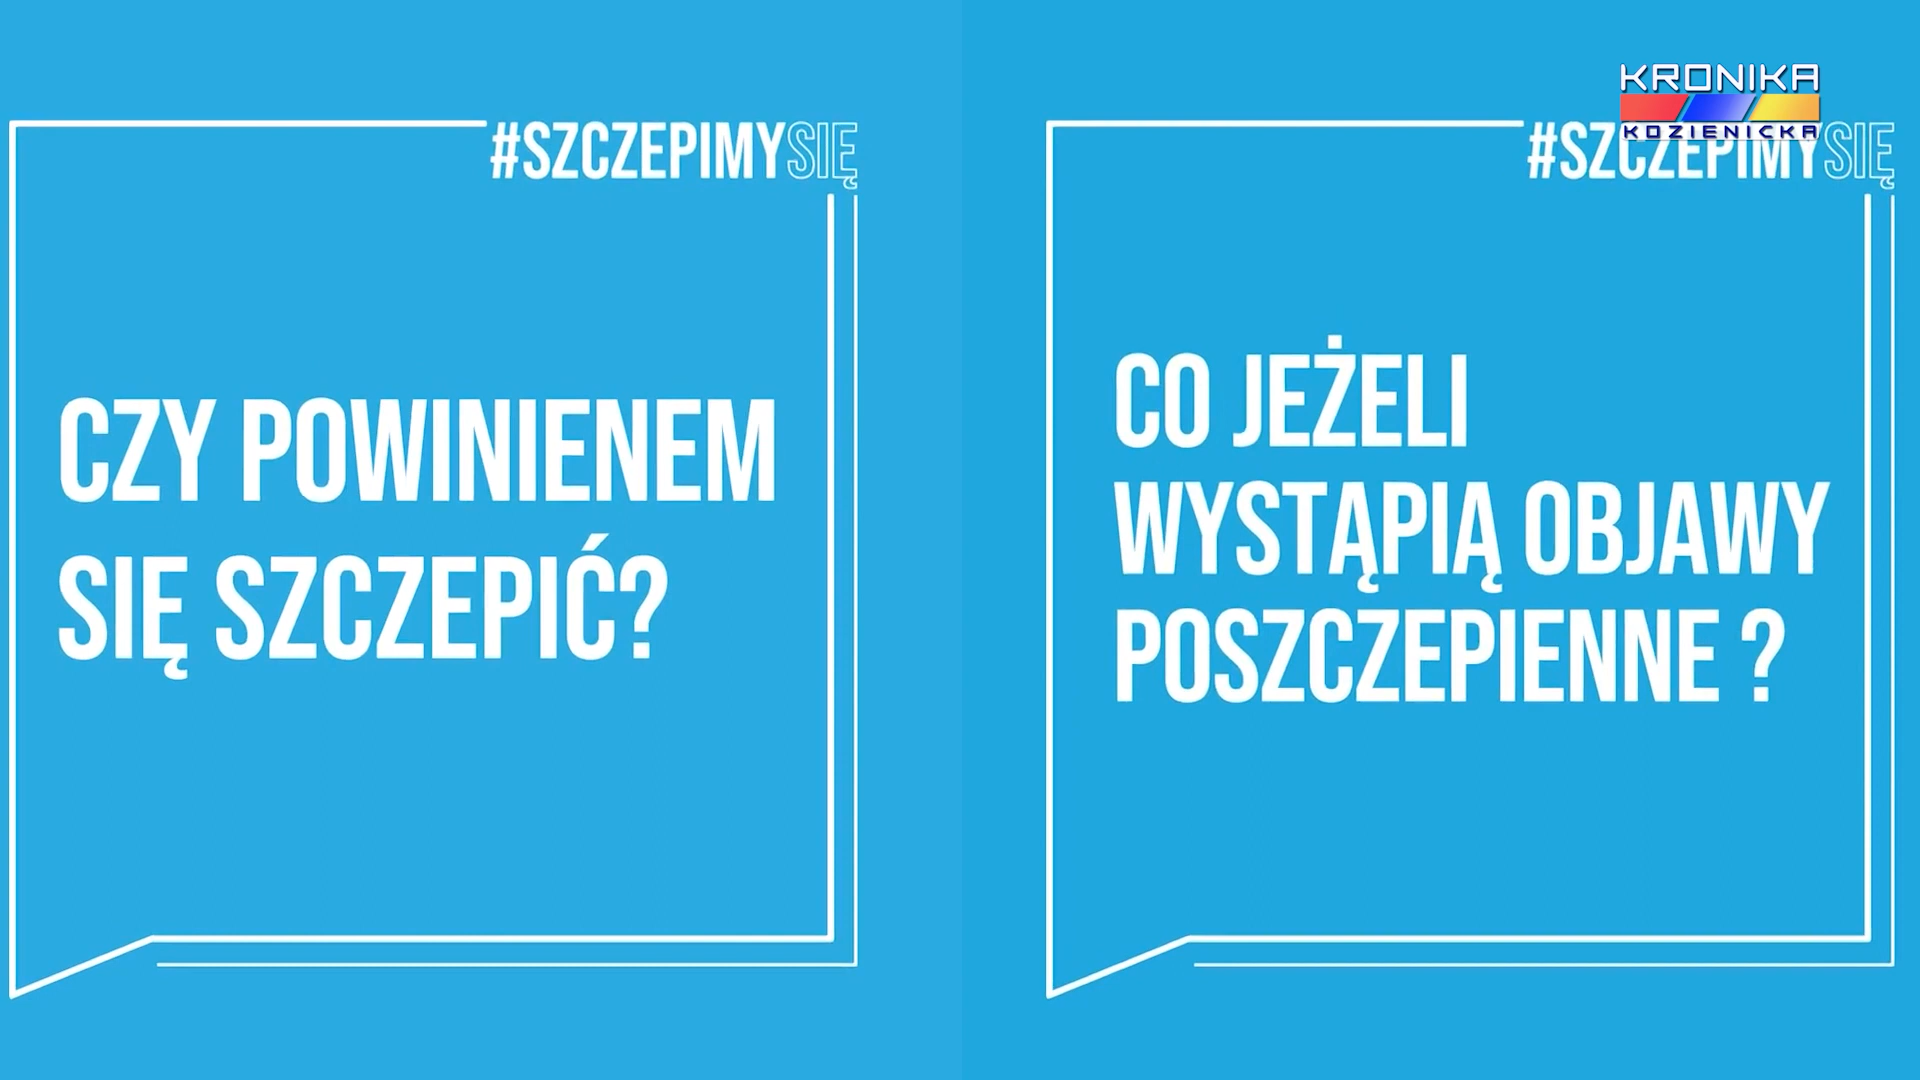 #SZCZEPIMYSIĘ
CZY POWINIENEM
SIĘ SZCZEPIĆ?
KRONIKA
KOZIENICKA
#SZCZEPIMYSIĘ
CO JEŻELI
WYSTĄPIĄ OBJAWY
POSZCZEPIENNE ?